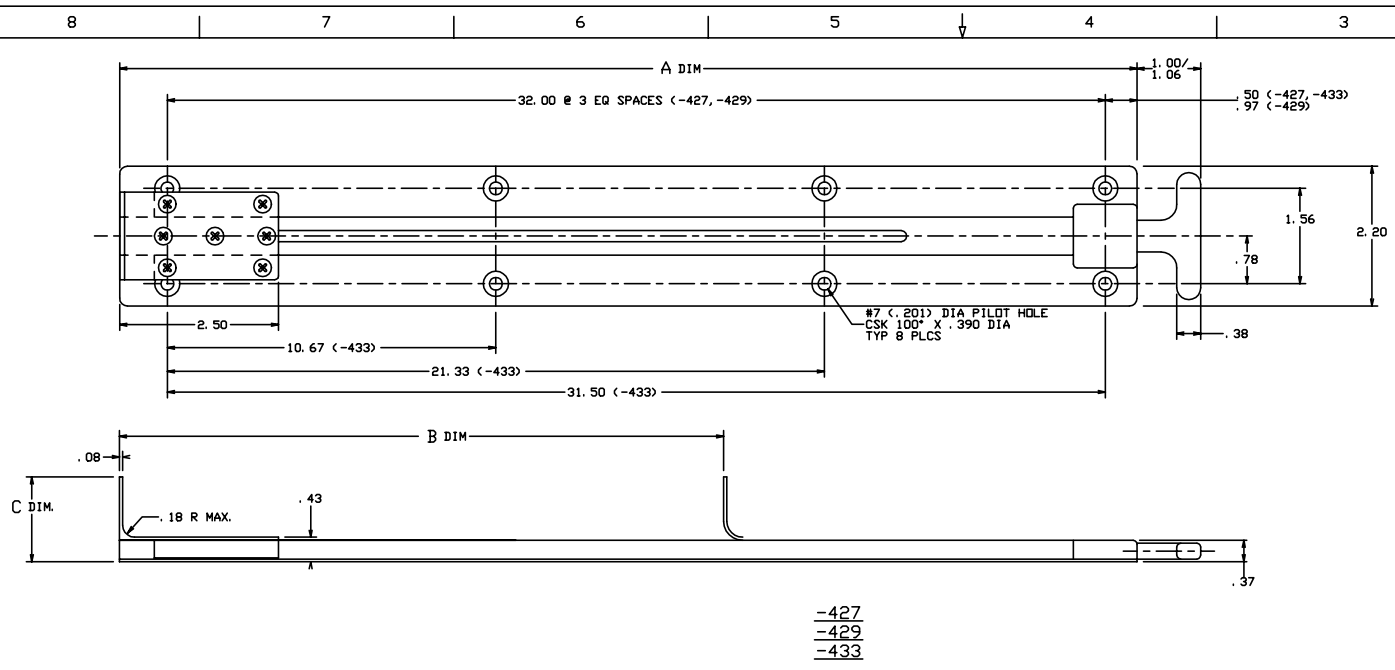 8 7 6 5 4 3
A DIM
1.00/
1.06
32.00 @ 3 EQ SPACES (-427,-429)
.50 (-427,-433)
.97 (-429)
1.56
2.20
.78
#7 (.201) DIA PILOT HOLE
CSK 100° X .390 DIA
TYP 8 PLCS
2.50
.38
10.67 (-433)
21.33 (-433)
31.50 (-433)
B DIM
.08
C DIM.
.43
.18 R MAX.
.37
-427
-429
-433